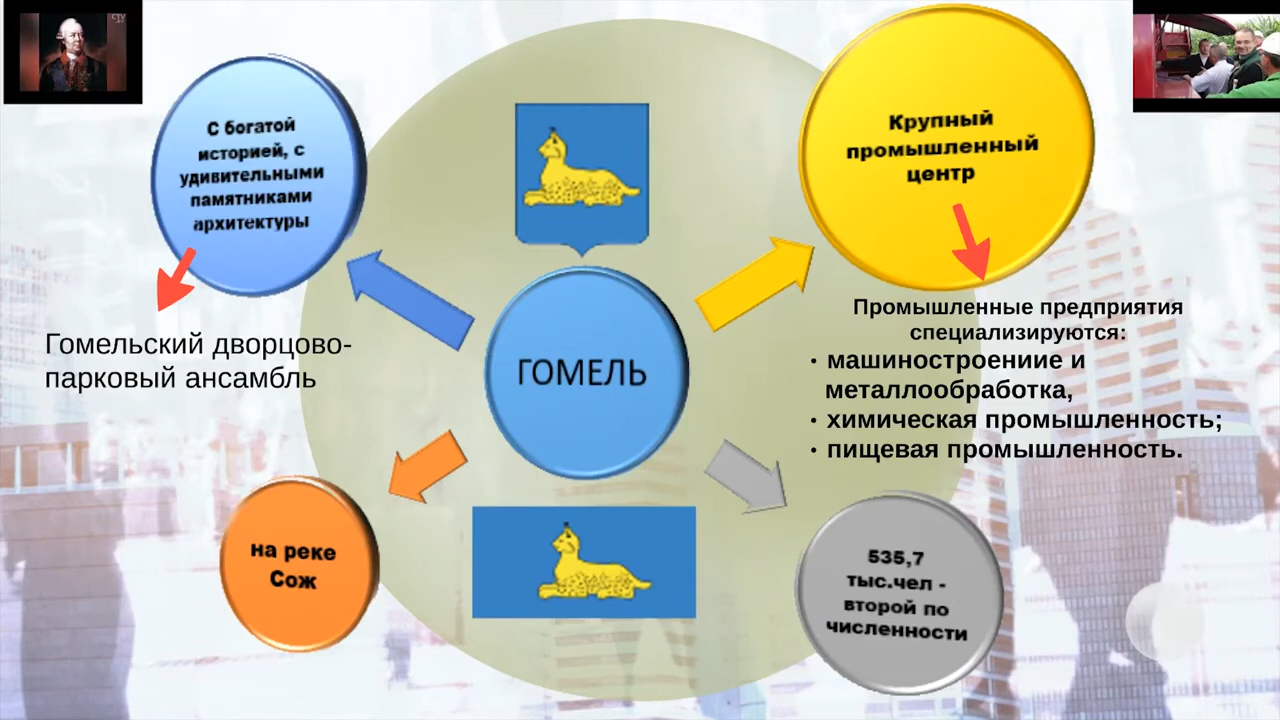 С богатой
историей, с
удивительными
памятниками
архитектуры
Крупный
промышленный
центр
Гомельский дворцово-
парковый ансамбль
ГОМЕЛЬ
Промышленные предприятия
специализируются:
• машиностроениие и
металлообработка,
• химическая промышленность;
• пищевая промышленность.
на реке
Сож
535,7
тыс.чел -
второй по
численности